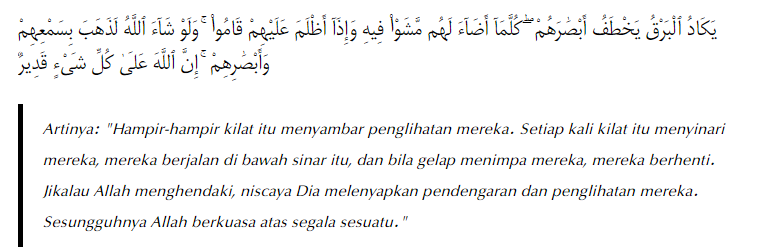 يَكَادُ ٱلْبَرْقُ يَخْطَفُ أَبْصَٰرَهُمْ ۖ كُلَّمَآ أَضَآءَ لَهُم مَّشَوْا۟ فِيهِ وَإِذَآ أَظْلَمَ عَلَيْهِمْ قَامُوا۟ ۚ وَلَوْ شَآءَ ٱللَّهُ لَذَهَبَ بِسَمْعِهِمْ
وَأَبْصَٰرِهِمْ ۚ إِنَّ ٱللَّهَ عَلَىٰ كُلِّ شَىْءٍ قَدِيرٌ
Artinya: "Hampir-hampir kilat itu menyambar penglihatan mereka. Setiap kali kilat itu menyinari
mereka, mereka berjalan di bawah sinar itu, dan bila gelap menimpa mereka, mereka berhenti.
Jikalau Allah menghendaki, niscaya Dia melenyapkan pendengaran dan penglihatan mereka.
Sesungguhnya Allah berkuasa atas segala sesuatu."